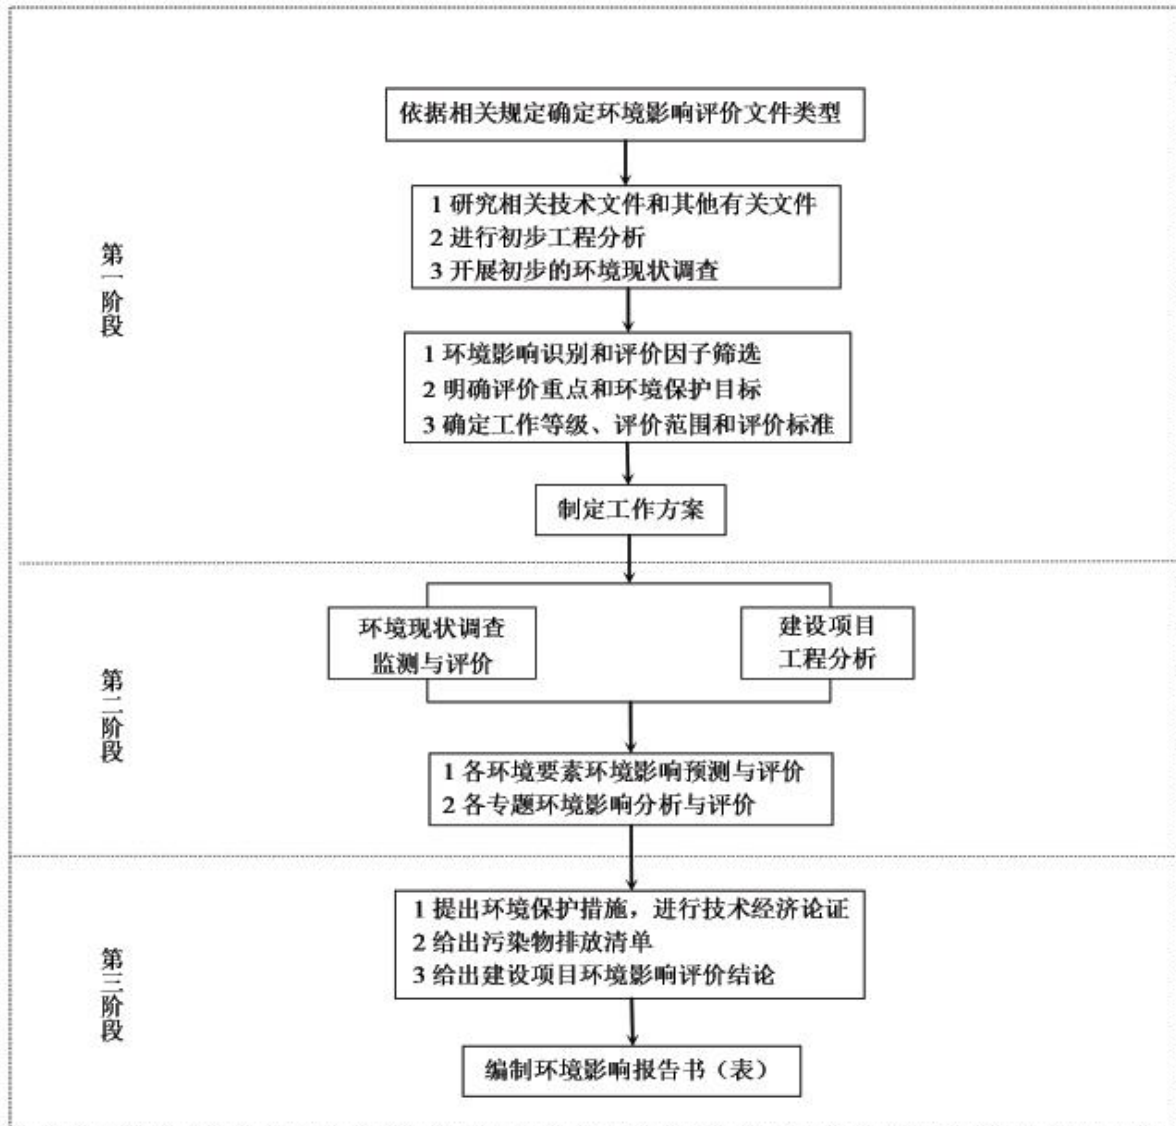 依据相关规定确定环境影响评价文件类型
1 研究相关技术文件和其他有关文件
2 进行初步工程分析
3 开展初步的环境现状调查
第一阶段
1 环境影响识别和评价因子筛选
2 明确评价重点和环境保护目标
3 确定工作等级、评价范围和评价标准
制定工作方案
环境现状调查
监测与评价
建设项目
工程分析
第二阶段
1 各环境要素环境影响预测与评价
2 各专题环境影响分析与评价
1 提出环境保护措施，进行技术经济论证
2 给出污染物排放清单
3 给出建设项目环境影响评价结论
第三阶段
编制环境影响报告书（表）